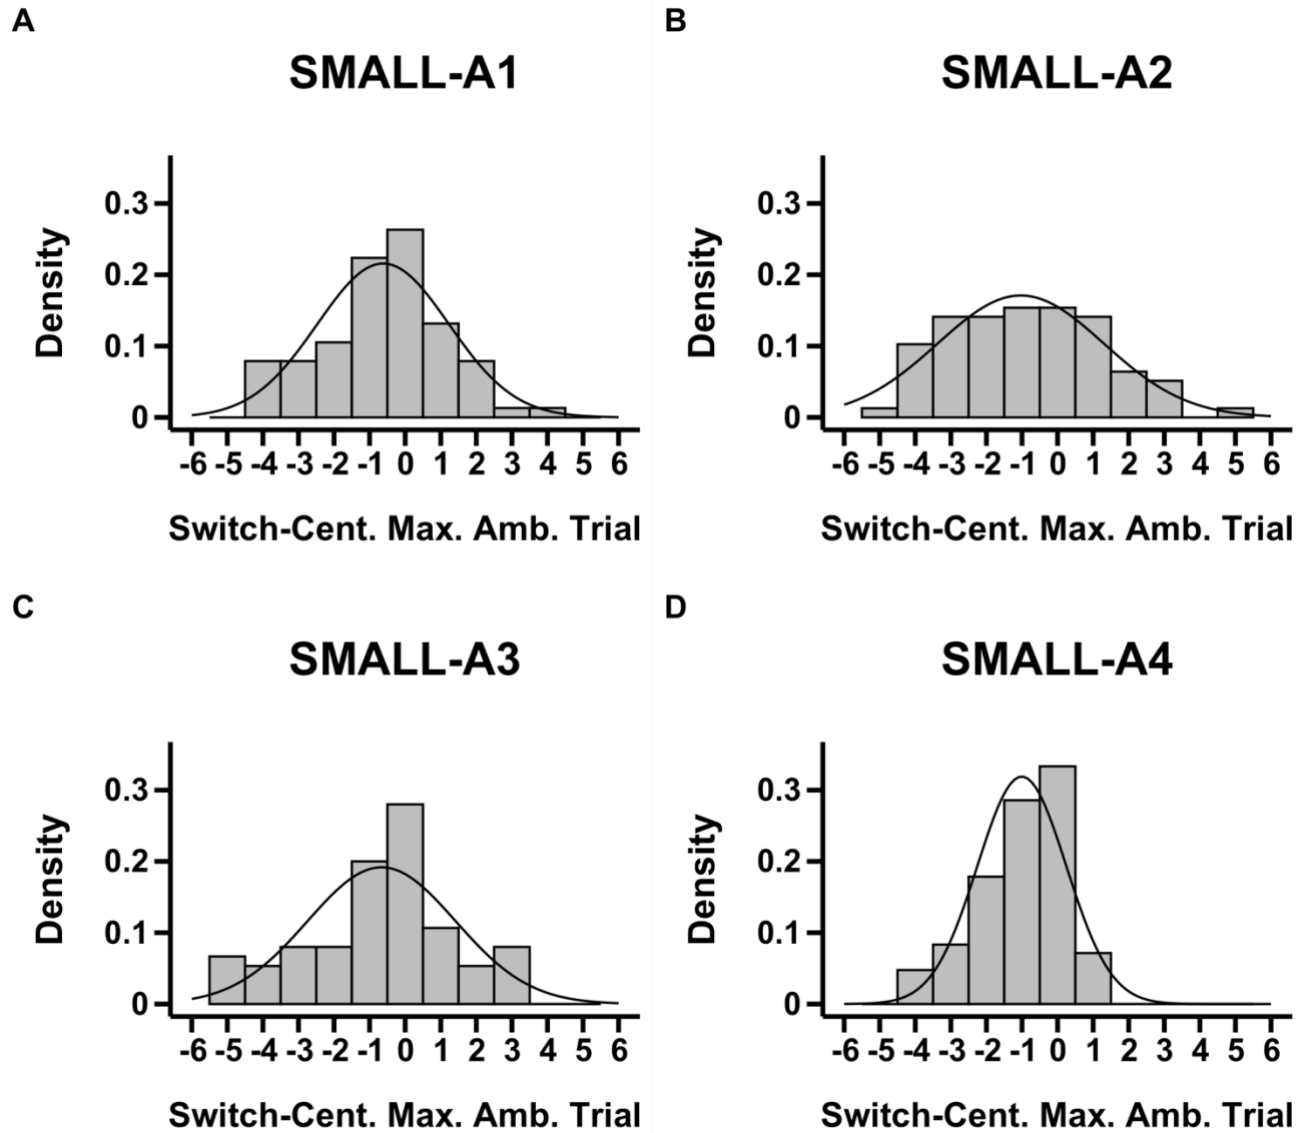 A
SMALL-A1
Density
0.3
0.2
0.1
0
-6 -5 -4 -3 -2 -1 0 1 2 3 4 5 6
Switch-Cent. Max. Amb. Trial
B
SMALL-A2
Density
0.3
0.2
0.1
0
-6 -5 -4 -3 -2 -1 0 1 2 3 4 5 6
Switch-Cent. Max. Amb. Trial
C
SMALL-A3
Density
0.3
0.2
0.1
0
-6 -5 -4 -3 -2 -1 0 1 2 3 4 5 6
Switch-Cent. Max. Amb. Trial
D
SMALL-A4
Density
0.3
0.2
0.1
0
-6 -5 -4 -3 -2 -1 0 1 2 3 4 5 6
Switch-Cent. Max. Amb. Trial